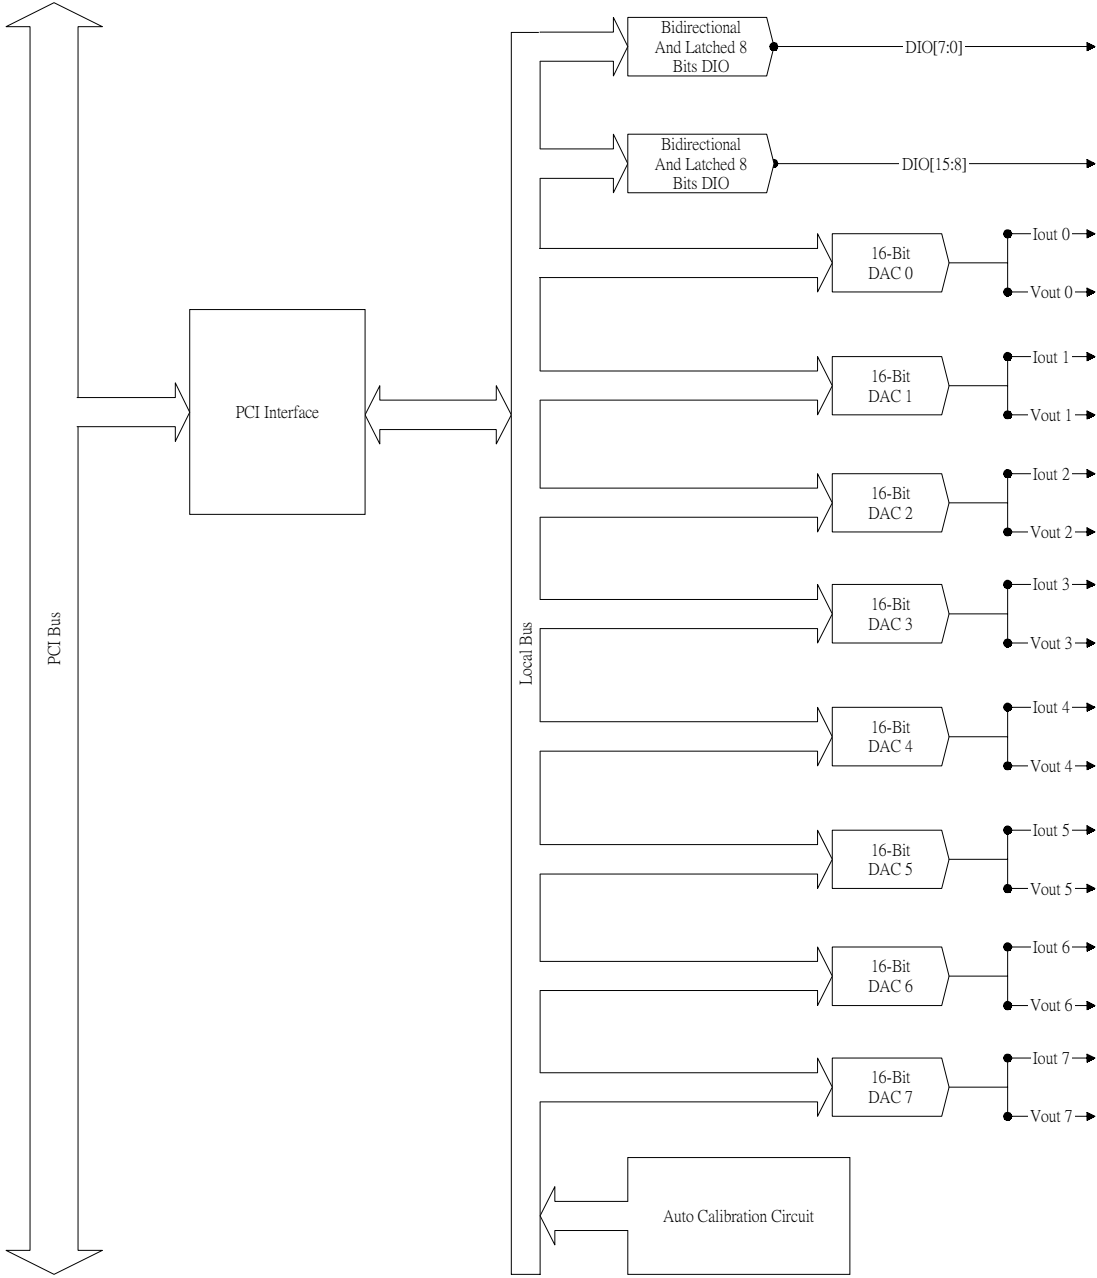 Bidirectional
And Latched 8
Bits DIO
DIO[7:0]
Bidirectional
And Latched 8
Bits DIO
DIO[15:8]
16-Bit
DAC 0
Iout 0
Vout 0
PCI Interface
16-Bit
DAC 1
Iout 1
Vout 1
16-Bit
DAC 2
Iout 2
Vout 2
PCI Bus
Local Bus
16-Bit
DAC 3
Iout 3
Vout 3
16-Bit
DAC 4
Iout 4
Vout 4
16-Bit
DAC 5
Iout 5
Vout 5
16-Bit
DAC 6
Iout 6
Vout 6
16-Bit
DAC 7
Iout 7
Vout 7
Auto Calibration Circuit